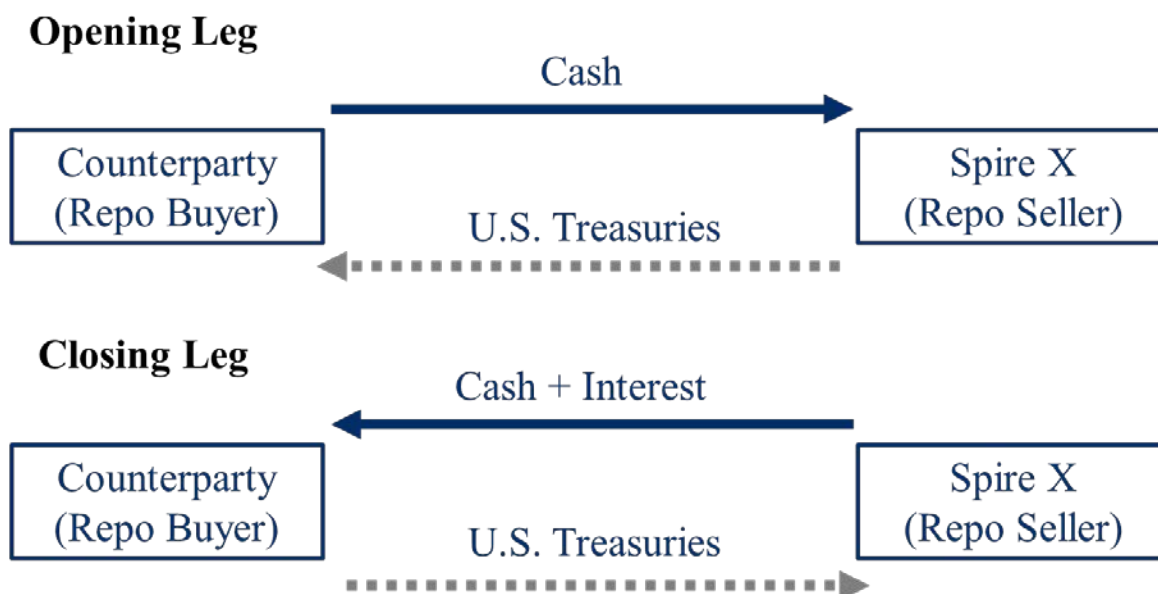 Opening Leg
Cash
Counterparty
(Repo Buyer)
Spire X
(Repo Seller)
U.S. Treasuries
Closing Leg
Cash + Interest
Counterparty
(Repo Buyer)
Spire X
(Repo Seller)
U.S. Treasuries